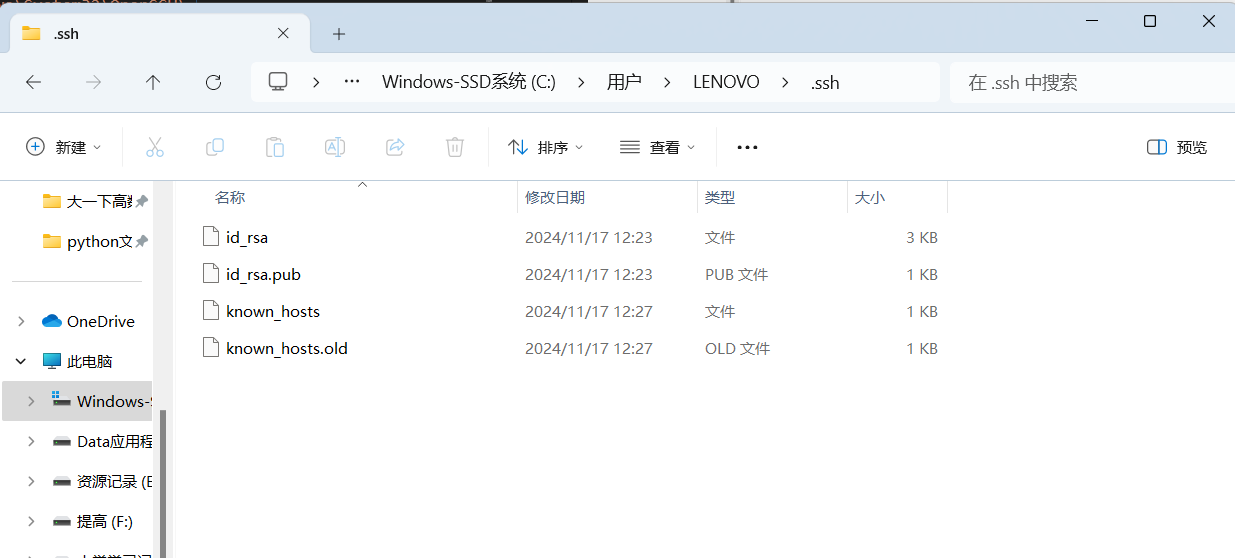 .ssh
Windows-SSD系统 (C:) 用户 LENOVO .ssh 在 .ssh 中搜索
新建 排序 查看 预览
名称 修改日期 类型 大小
大一下高数
python文
OneDrive
此电脑
Windows-S
Data应用程
资源记录 (E
提高 (F:)
id_rsa 2024/11/17 12:23 文件 3 KB
id_rsa.pub 2024/11/17 12:23 PUB 文件 1 KB
known_hosts 2024/11/17 12:27 文件 1 KB
known_hosts.old 2024/11/17 12:27 OLD 文件 1 KB